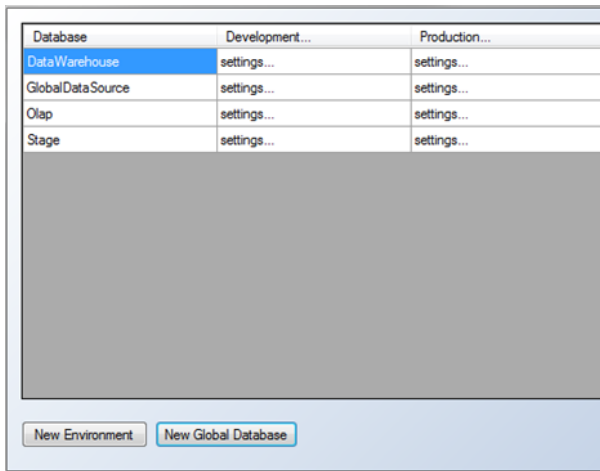 Database Development... Production...
DataWarehouse settings... settings...
GlobalDataSource settings... settings...
Olap settings... settings...
Stage settings... settings...
New Environment New Global Database